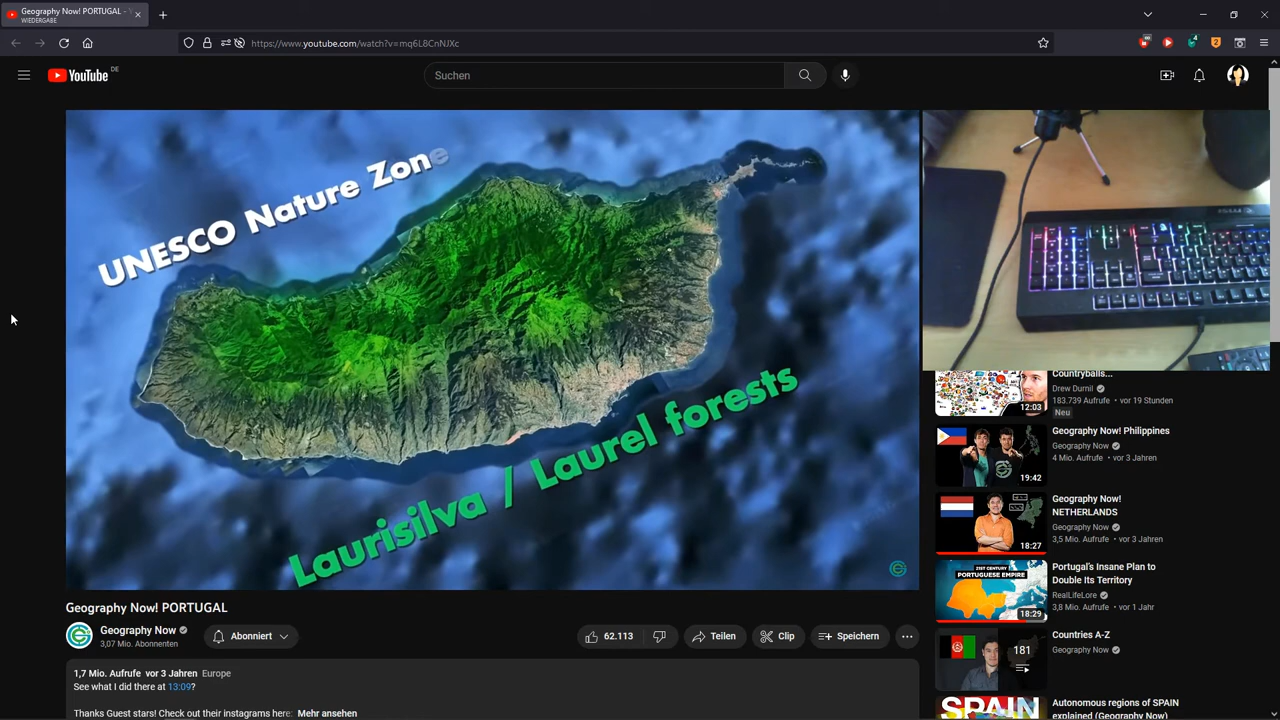 Geography Now! PORTUGAL - Y
WIEDERGABE
https://www.youtube.com/watch?v=mq6L8CnNJXc
2
YouTube DE
Suchen
UNESCO Nature Zone
Laurisilva / Laurel forests
Geography Now! PORTUGAL
Geography Now
3,07 Mio. Abonnenten
Abonniert
62.113
Teilen
Clip
Speichern
1,7 Mio. Aufrufe vor 3 Jahren Europe
See what I did there at 13:09?
Thanks Guest stars! Check out their instagrams here: Mehr ansehen
Countryballs...
Drew Durnil
183.739 Aufrufe • vor 19 Stunden
Neu
12:03
Geography Now! Philippines
Geography Now
4 Mio. Aufrufe • vor 3 Jahren
19:42
Geography Now!
NETHERLANDS
Geography Now
3,5 Mio. Aufrufe • vor 3 Jahren
18:27
21ST CENTURY
PORTUGUESE EMPIRE
Portugal's Insane Plan to
Double Its Territory
RealLifeLore
3,8 Mio. Aufrufe • vor 1 Jahr
18:29
Countries A-Z
Geography Now
181
SPAIN
Autonomous regions of SPAIN
explained (Geography Now!)